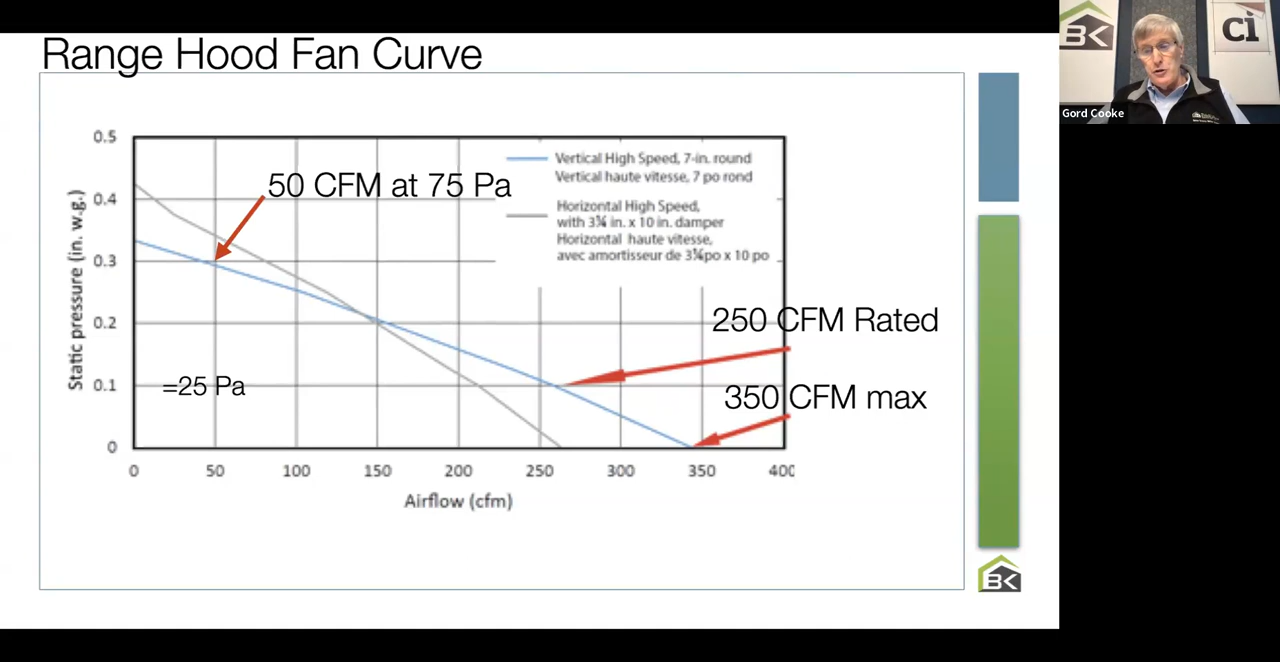 Range Hood Fan Curve
BK
ci
Gord Cooke
0.5
0.4
0.3
0.2
0.1
0
Static pressure (in. w.g.)
Vertical High Speed, 7-in. round
Vertical haute vitesse, 7 po rond
Horizontal High Speed,
with 3¼ in. x 10 in. damper
Horizontal haute vitesse,
avec amortisseur de 3¼po x 10 po
50 CFM at 75 Pa
250 CFM Rated
=25 Pa
350 CFM max
0 50 100 150 200 250 300 350 400
Airflow (cfm)
BK